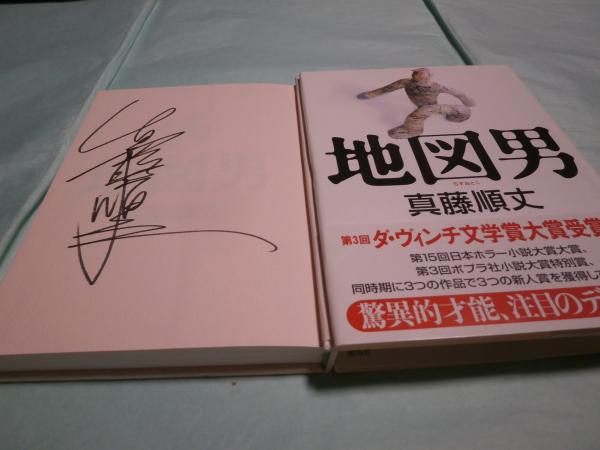 地図男
ちずおとこ
真藤順丈
第3回 ダ・ヴィンチ文学賞大賞受賞
第15回日本ホラー小説大賞大賞、
第3回ポプラ社小説大賞特別賞、
同時期に3つの作品で3つの新人賞を獲得し
驚異的才能、注目のデ